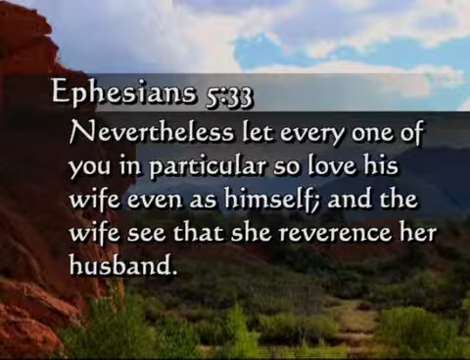 Ephesians 5:33
Nevertheless let every one of
you in particular so love his
wife even as himself; and the
wife see that she reverence her
husband.